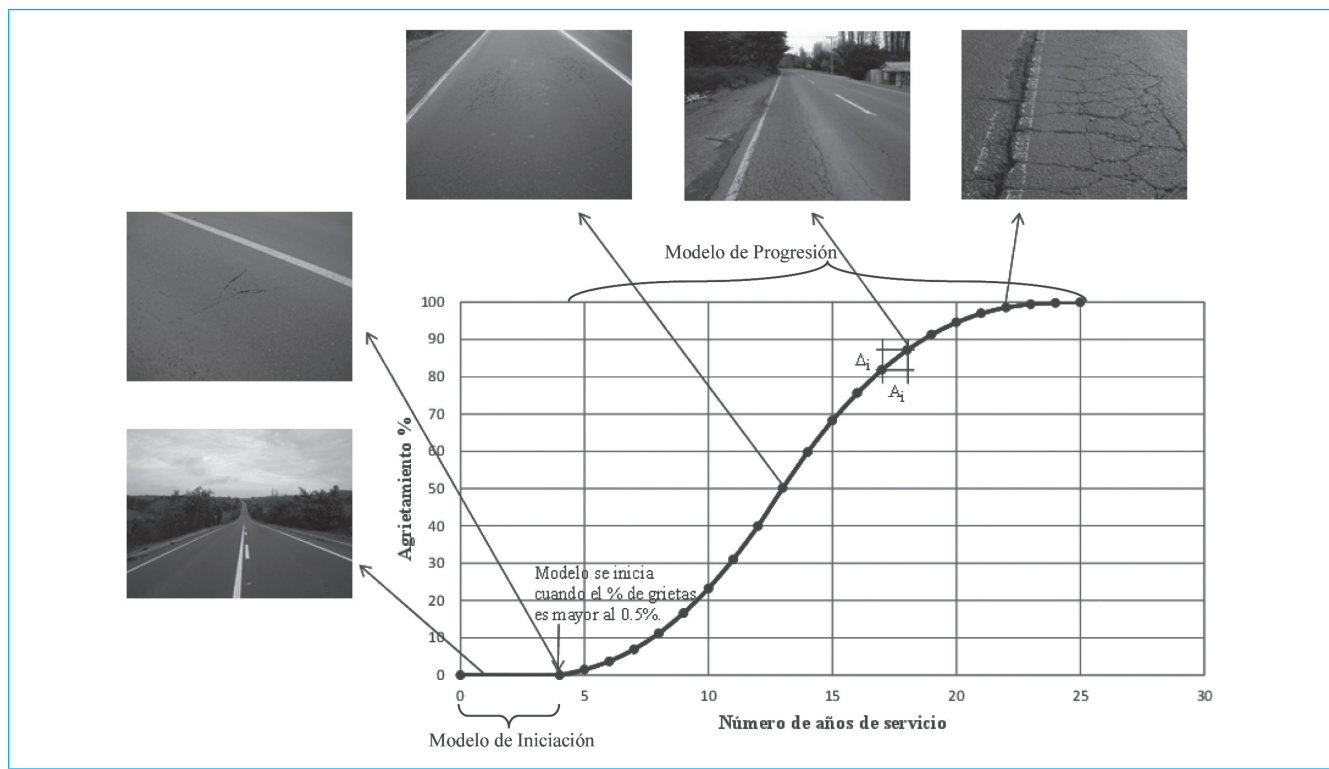 Modelo de Progresión
100
90
80
70
60
50
40
30
20
10
0
Agrietamiento %
Δi
Ai
Modelo se inicia
cuando el % de grietas
es mayor al 0.5%.
0 5 10 15 20 25 30
Número de años de servicio
Modelo de Iniciación